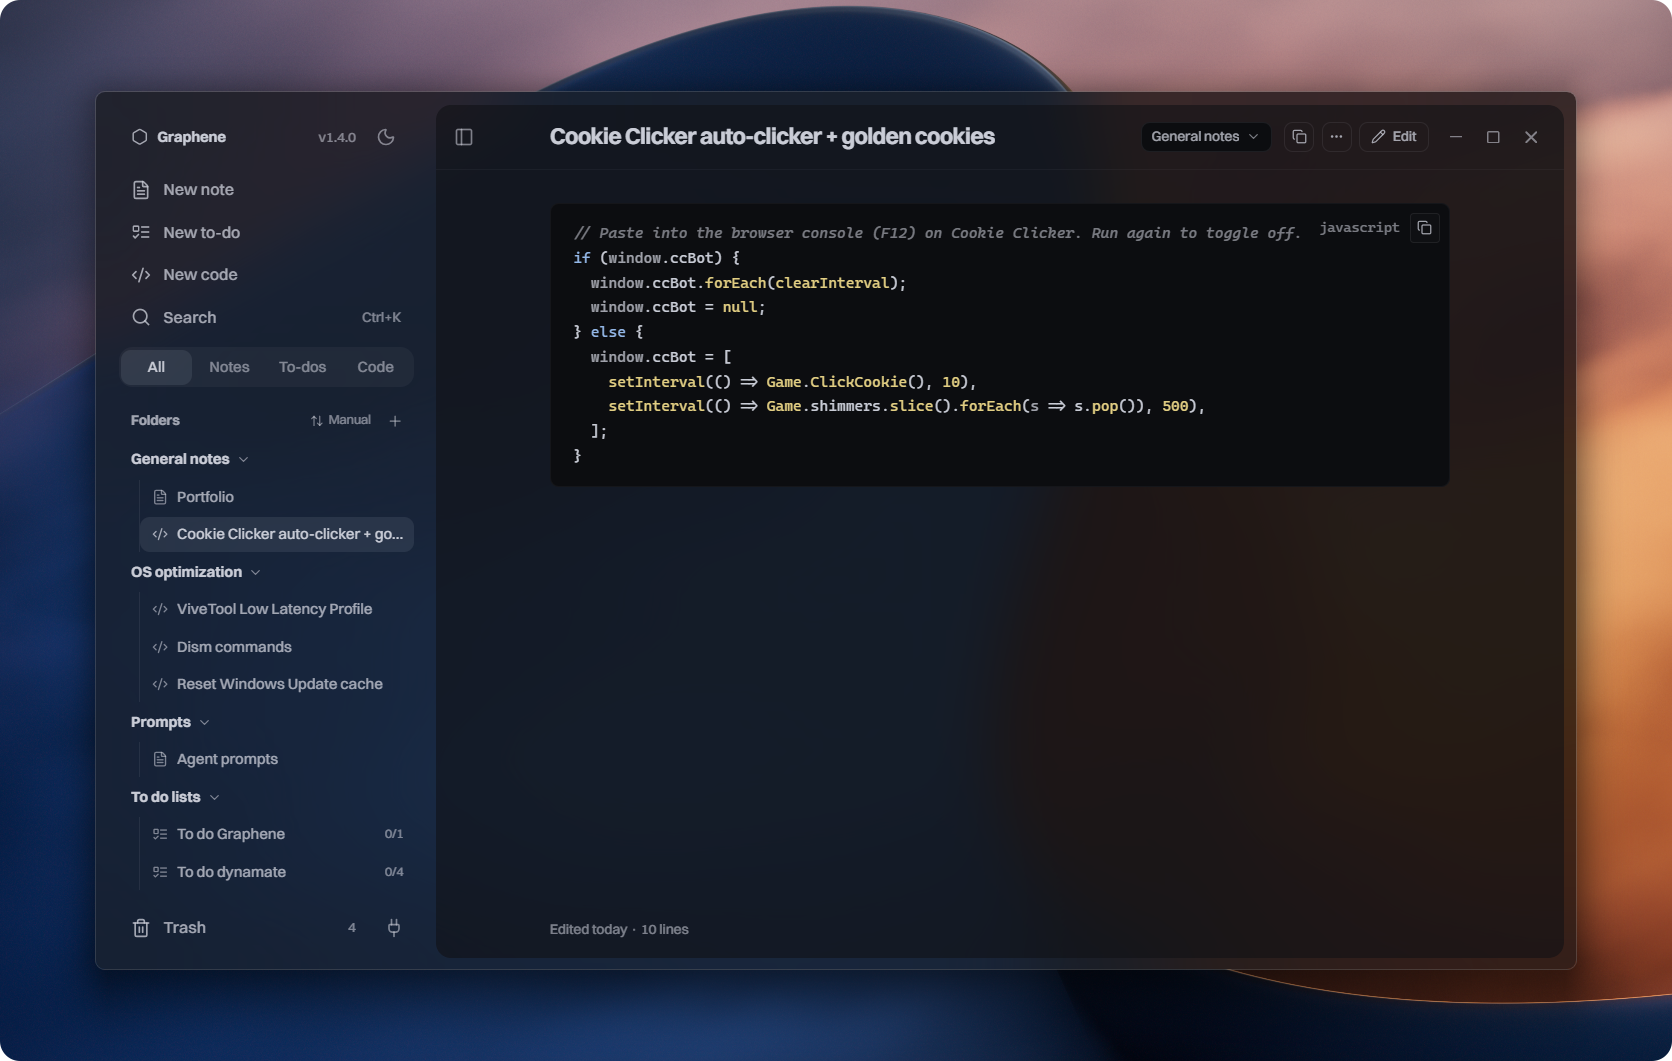 Graphene
v1.4.0
New note
New to-do
New code
Search
Ctrl+K
All
Notes
To-dos
Code
Folders
Manual
General notes
Portfolio
Cookie Clicker auto-clicker + go...
OS optimization
ViveTool Low Latency Profile
Dism commands
Reset Windows Update cache
Prompts
Agent prompts
To do lists
To do Graphene
0/1
To do dynamate
0/4
Trash
4
Cookie Clicker auto-clicker + golden cookies
General notes
Edit
javascript
// Paste into the browser console (F12) on Cookie Clicker. Run again to toggle off.
if (window.ccBot) {
  window.ccBot.forEach(clearInterval);
  window.ccBot = null;
} else {
  window.ccBot = [
    setInterval(() => Game.ClickCookie(), 10),
    setInterval(() => Game.shimmers.slice().forEach(s => s.pop()), 500),
  ];
}
Edited today · 10 lines